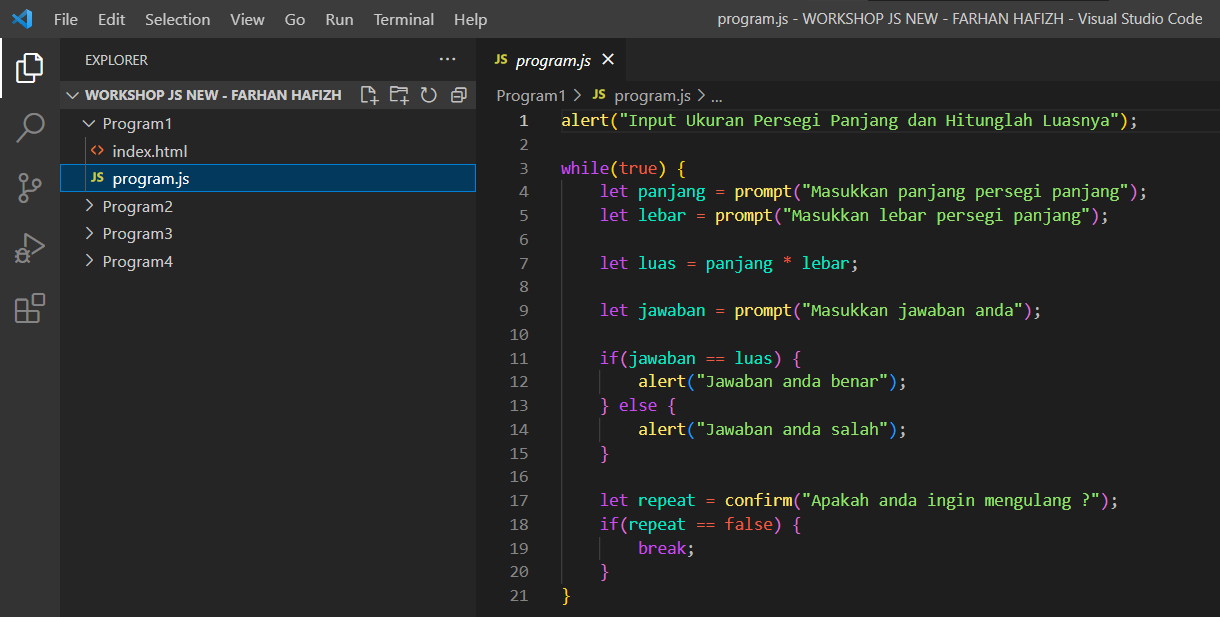 File Edit Selection View Go Run Terminal Help program.js - WORKSHOP JS NEW - FARHAN HAFIZH - Visual Studio Code
EXPLORER ···
WORKSHOP JS NEW - FARHAN HAFIZH
Program1
<> index.html
JS program.js
Program2
Program3
Program4
JS program.js ×
Program1 > JS program.js > ...
1 alert("Input Ukuran Persegi Panjang dan Hitunglah Luasnya");
2
3 while(true) {
4 let panjang = prompt("Masukkan panjang persegi panjang");
5 let lebar = prompt("Masukkan lebar persegi panjang");
6
7 let luas = panjang * lebar;
8
9 let jawaban = prompt("Masukkan jawaban anda");
10
11 if(jawaban == luas) {
12 alert("Jawaban anda benar");
13 } else {
14 alert("Jawaban anda salah");
15 }
16
17 let repeat = confirm("Apakah anda ingin mengulang ?");
18 if(repeat == false) {
19 break;
20 }
21 }